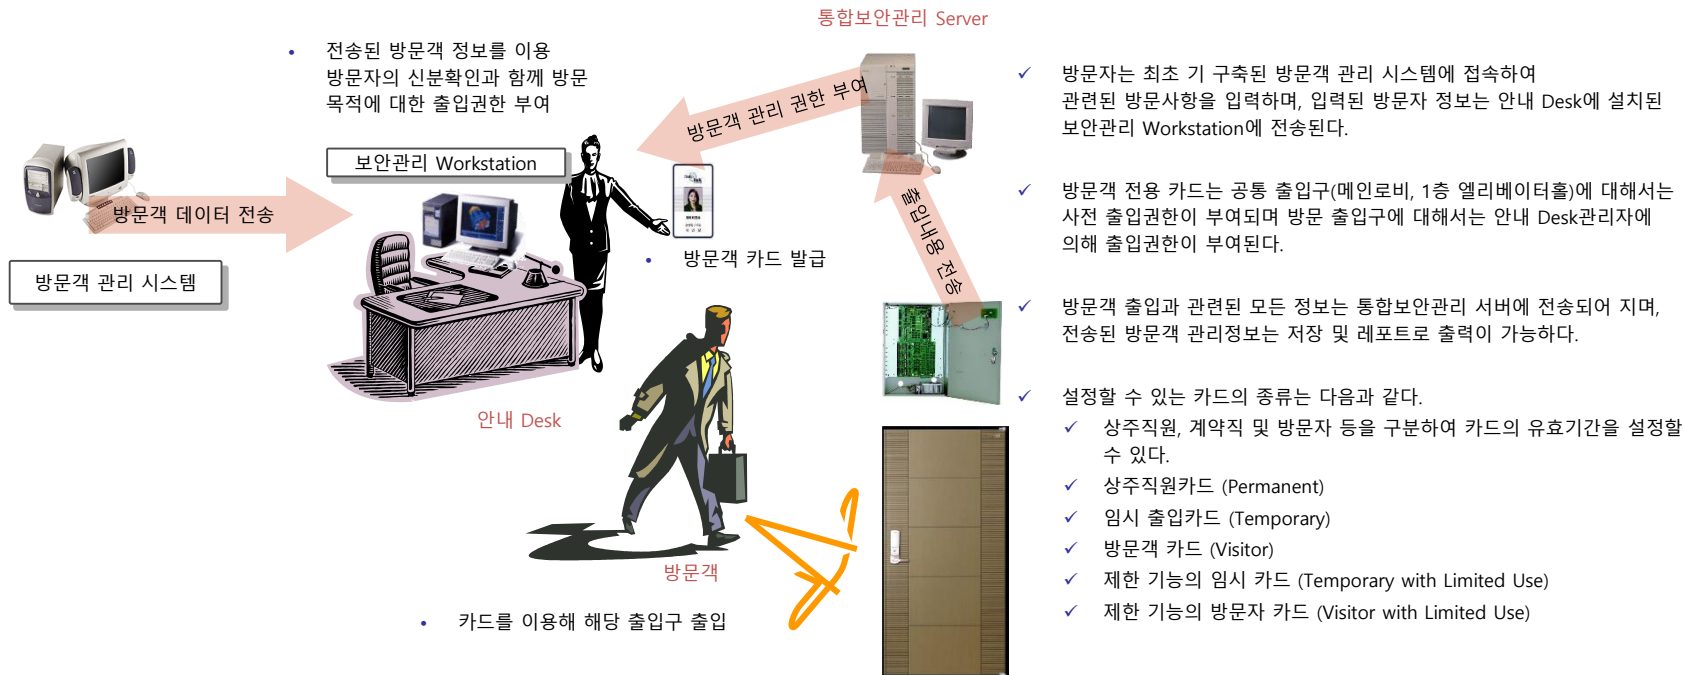 통합보안관리 Server
• 전송된 방문객 정보를 이용
방문자의 신분확인과 함께 방문
목적에 대한 출입권한 부여
방문객 관리 권한 부여
보안관리 Workstation
방문객 데이터 전송
방문객 관리 시스템
• 방문객 카드 발급
출입내용 전송
안내 Desk
방문객
• 카드를 이용해 해당 출입구 출입
✓ 방문자는 최초 기 구축된 방문객 관리 시스템에 접속하여
관련된 방문사항을 입력하며, 입력된 방문자 정보는 안내 Desk에 설치된
보안관리 Workstation에 전송된다.
✓ 방문객 전용 카드는 공통 출입구(메인로비, 1층 엘리베이터홀)에 대해서는
사전 출입권한이 부여되며 방문 출입구에 대해서는 안내 Desk관리자에
의해 출입권한이 부여된다.
✓ 방문객 출입과 관련된 모든 정보는 통합보안관리 서버에 전송되어 지며,
전송된 방문객 관리정보는 저장 및 레포트로 출력이 가능하다.
✓ 설정할 수 있는 카드의 종류는 다음과 같다.
✓ 상주직원, 계약직 및 방문자 등을 구분하여 카드의 유효기간을 설정할
수 있다.
✓ 상주직원카드 (Permanent)
✓ 임시 출입카드 (Temporary)
✓ 방문객 카드 (Visitor)
✓ 제한 기능의 임시 카드 (Temporary with Limited Use)
✓ 제한 기능의 방문자 카드 (Visitor with Limited Use)